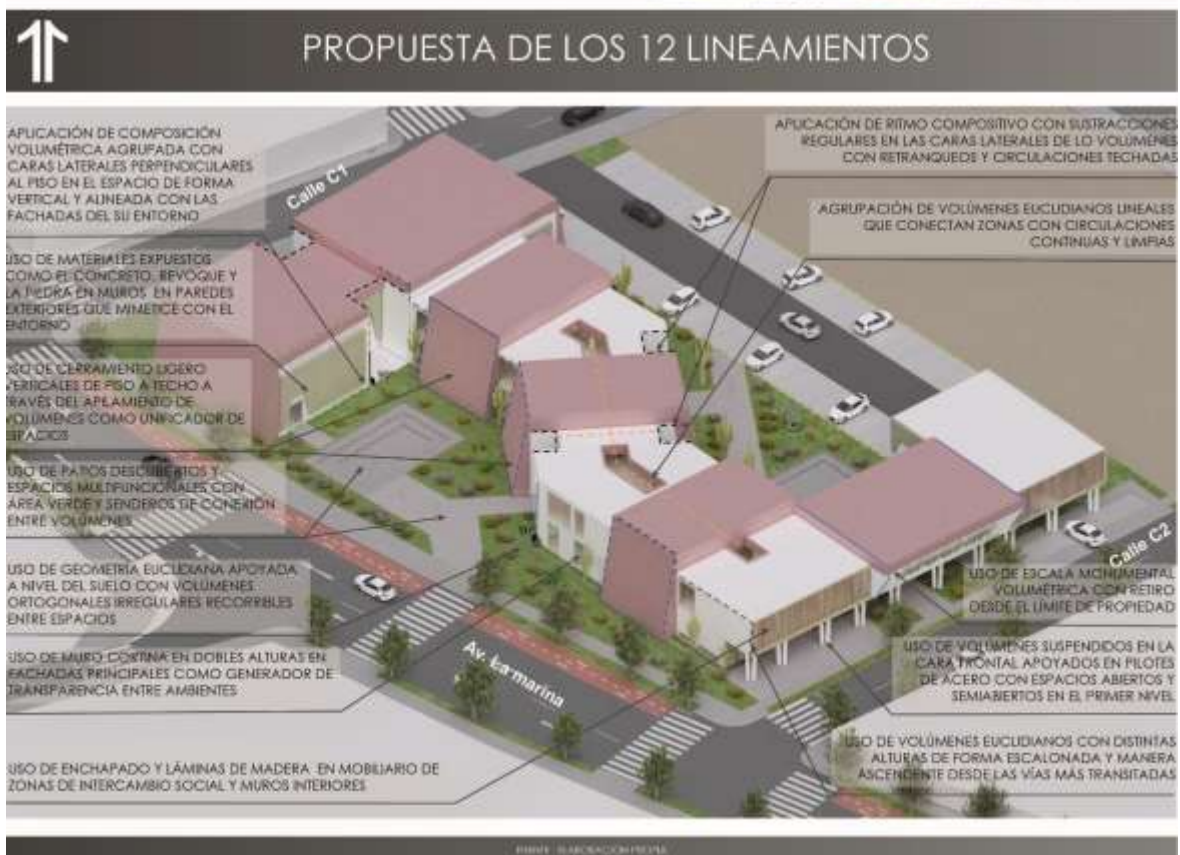 PROPUESTA DE LOS 12 LINEAMIENTOS
APLICACIÓN DE COMPOSICIÓN
VOLUMÉTRICA AGRUPADA CON
CARAS LATERALES PERPENDICULARES
AL PISO EN EL ESPACIO DE FORMA
VERTICAL Y ALINEADA CON LAS
FACHADAS DEL SU ENTORNO
USO DE MATERIALES EXPUESTOS
COMO EL CONCRETO, REVOQUE Y
LA PIEDRA EN MUROS EN PAREDES
EXTERIORES QUE MIMETICE CON EL
ENTORNO
USO DE CERRAMIENTO LIGERO
VERTICALES DE PISO A TECHO A
TRAVÉS DEL APILAMIENTO DE
VOLÚMENES COMO UNIFICADOR DE
ESPACIOS
USO DE PATIOS DESCUBIERTOS Y
ESPACIOS MULTIFUNCIONALES CON
ÁREA VERDE Y SENDEROS DE CONEXIÓN
ENTRE VOLÚMENES
USO DE GEOMETRÍA EUCLIDIANA APOYADA
A NIVEL DEL SUELO CON VOLÚMENES
ORTOGONALES IRREGULARES RECORRIBLES
ENTRE ESPACIOS
USO DE MURO CORTINA EN DOBLES ALTURAS EN
FACHADAS PRINCIPALES COMO GENERADOR DE
TRANSPARENCIA ENTRE AMBIENTES
USO DE ENCHAPADO Y LÁMINAS DE MADERA EN MOBILIARIO DE
ZONAS DE INTERCAMBIO SOCIAL Y MUROS INTERIORES
Calle C1
Av. La marina
Calle C2
APLICACIÓN DE RITMO COMPOSITIVO CON SUSTRACCIONES
REGULARES EN LAS CARAS LATERALES DE LO VOLÚMENES
CON RETRANQUEOS Y CIRCULACIONES TECHADAS
AGRUPACIÓN DE VOLÚMENES EUCLIDIANOS LINEALES
QUE CONECTAN ZONAS CON CIRCULACIONES
CONTINUAS Y LIMPIAS
USO DE ESCALA MONUMENTAL
VOLUMÉTRICA CON RETIRO
DESDE EL LÍMITE DE PROPIEDAD
USO DE VOLÚMENES SUSPENDIDOS EN LA
CARA FRONTAL APOYADOS EN PILOTES
DE ACERO CON ESPACIOS ABIERTOS Y
SEMIABIERTOS EN EL PRIMER NIVEL
USO DE VOLÚMENES EUCLIDIANOS CON DISTINTAS
ALTURAS DE FORMA ESCALONADA Y MANERA
ASCENDENTE DESDE LAS VÍAS MÁS TRANSITADAS
FUENTE: ELABORACIÓN PROPIA